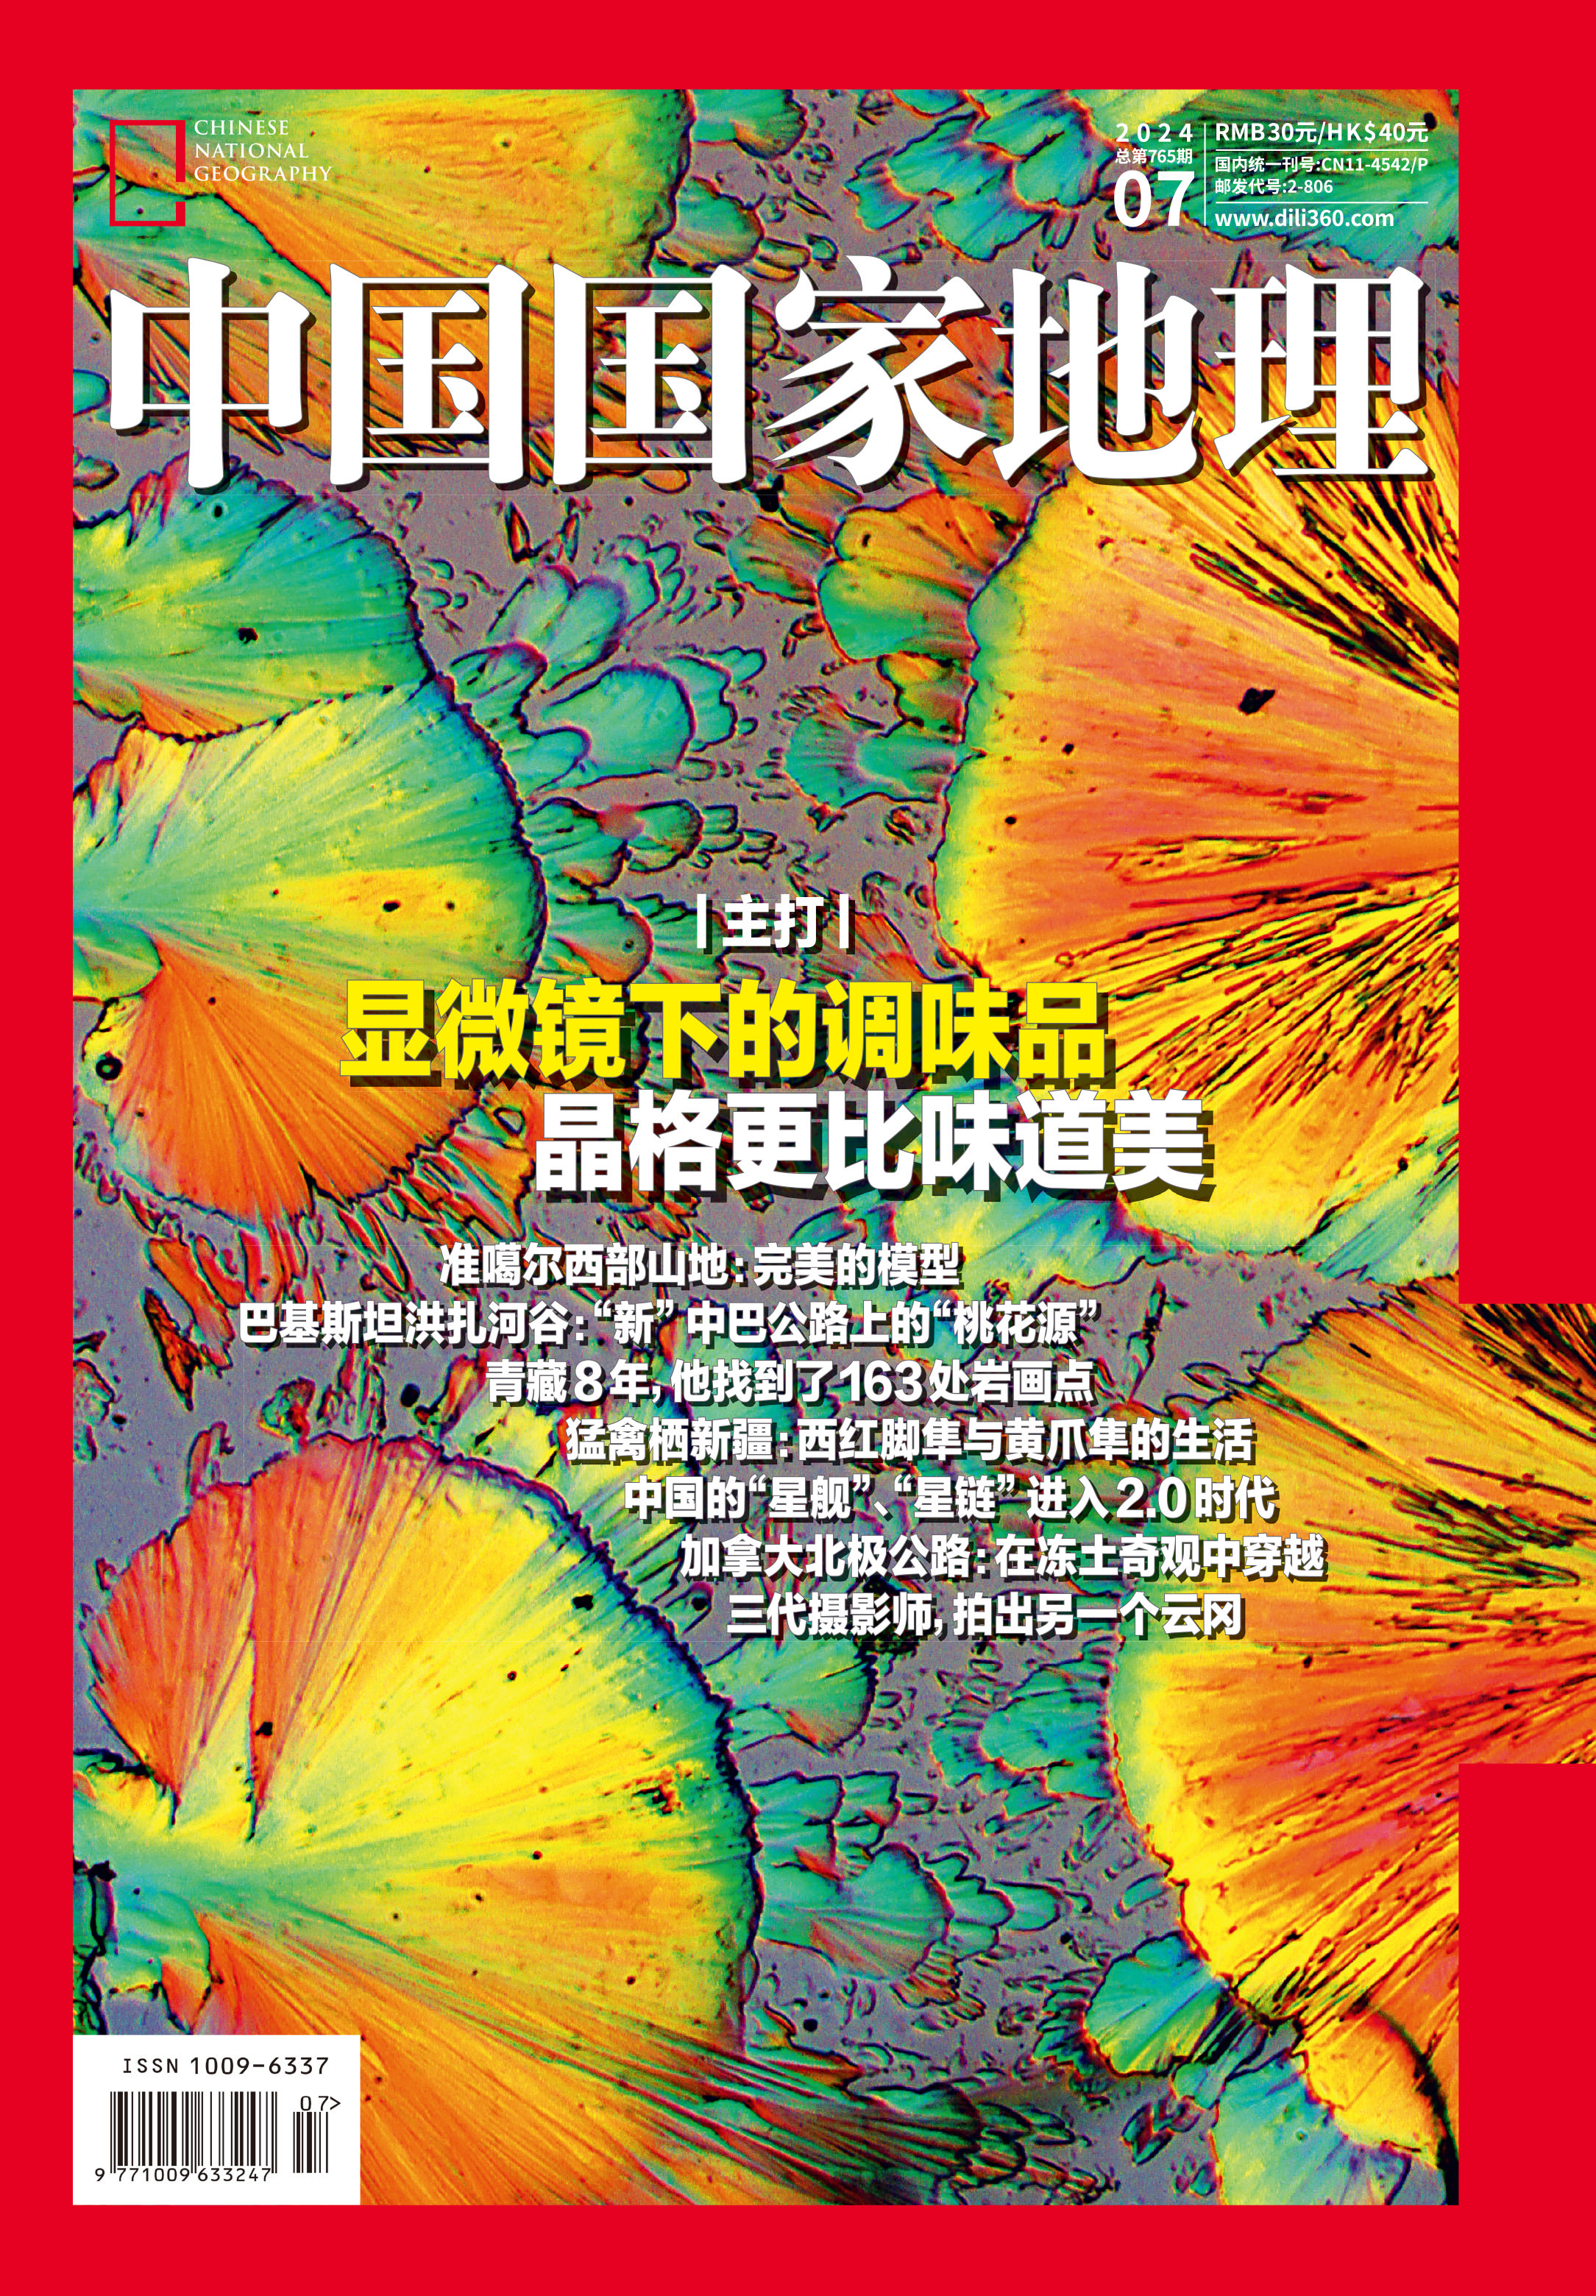 CHINESE
NATIONAL
GEOGRAPHY
2024
总第765期
07
RMB30元/HK$40元
国内统一刊号:CN11-4542/P
邮发代号:2-806
www.dili360.com
中国国家地理
|主打|
显微镜下的调味品
晶格更比味道美
准噶尔西部山地:完美的模型
巴基斯坦洪扎河谷:“新”中巴公路上的“桃花源”
青藏8年,他找到了163处岩画点
猛禽栖新疆:西红脚隼与黄爪隼的生活
中国的“星舰”、“星链”进入2.0时代
加拿大北极公路:在冻土奇观中穿越
三代摄影师,拍出另一个云冈
ISSN 1009-6337
07>
9 771009 633247